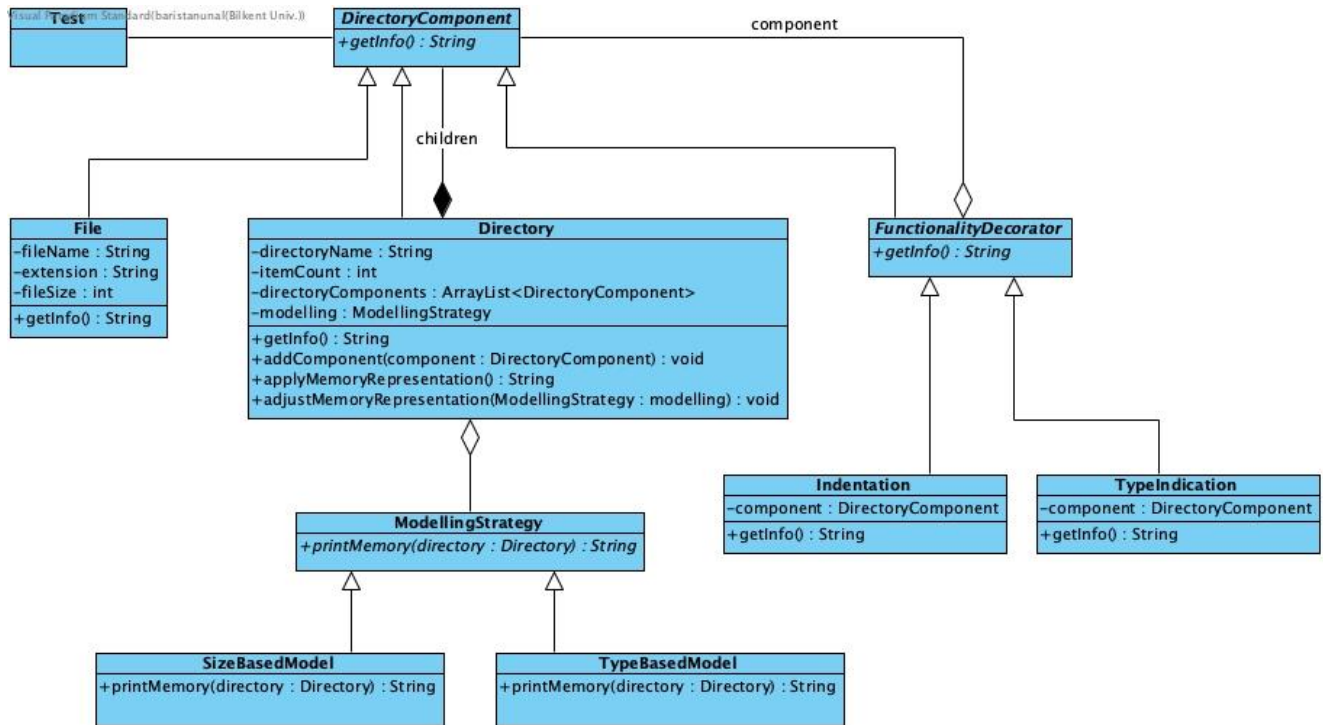 Visual Paradigm Standard(baristanunal(Bilkent Univ.))
Test
DirectoryComponent
+getInfo() : String
component
children
File
-fileName : String
-extension : String
-fileSize : int
+getInfo() : String
Directory
-directoryName : String
-itemCount : int
-directoryComponents : ArrayList<DirectoryComponent>
-modelling : ModellingStrategy
+getInfo() : String
+addComponent(component : DirectoryComponent) : void
+applyMemoryRepresentation() : String
+adjustMemoryRepresentation(ModellingStrategy : modelling) : void
FunctionalityDecorator
+getInfo() : String
Indentation
-component : DirectoryComponent
+getInfo() : String
TypeIndication
-component : DirectoryComponent
+getInfo() : String
ModellingStrategy
+printMemory(directory : Directory) : String
SizeBasedModel
+printMemory(directory : Directory) : String
TypeBasedModel
+printMemory(directory : Directory) : String